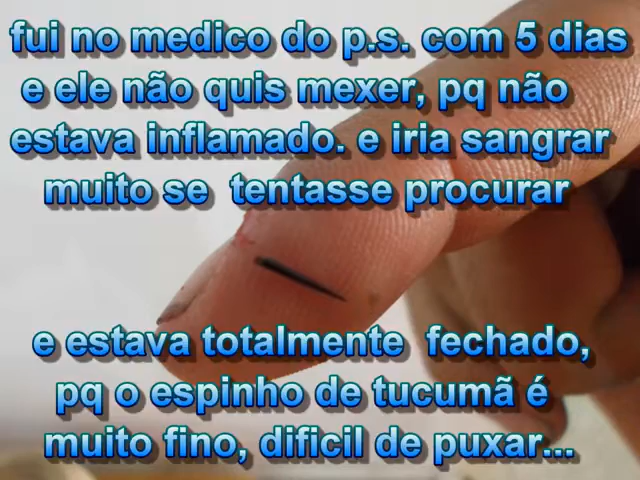 fui no medico do p.s. com 5 dias
e ele não quis mexer, pq não
estava inflamado. e iria sangrar
muito se tentasse procurar
e estava totalmente fechado,
pq o espinho de tucumã é
muito fino, dificil de puxar...